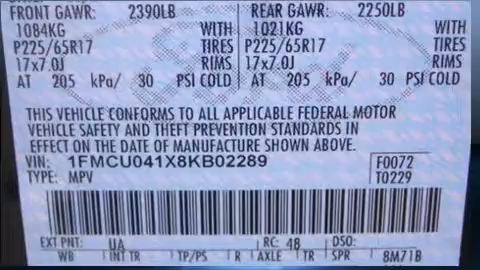 FRONT GAWR: 2390LB REAR GAWR: 2250LB
1084KG WITH 1021KG WITH
P225/65R17 TIRES P225/65R17 TIRES
17x7.0J RIMS 17x7.0J RIMS
AT 205 kPa/ 30 PSI COLD AT 205 kPa/ 30 PSI COLD
THIS VEHICLE CONFORMS TO ALL APPLICABLE FEDERAL MOTOR
VEHICLE SAFETY AND THEFT PREVENTION STANDARDS IN
EFFECT ON THE DATE OF MANUFACTURE SHOWN ABOVE.
VIN: 1FMCU041X8KB02289 F0072
TYPE: MPV T0229
EXT PNT: UA RC: 48 DSO:
WB INT TR TP/PS R AXLE TR SPR 8M71B